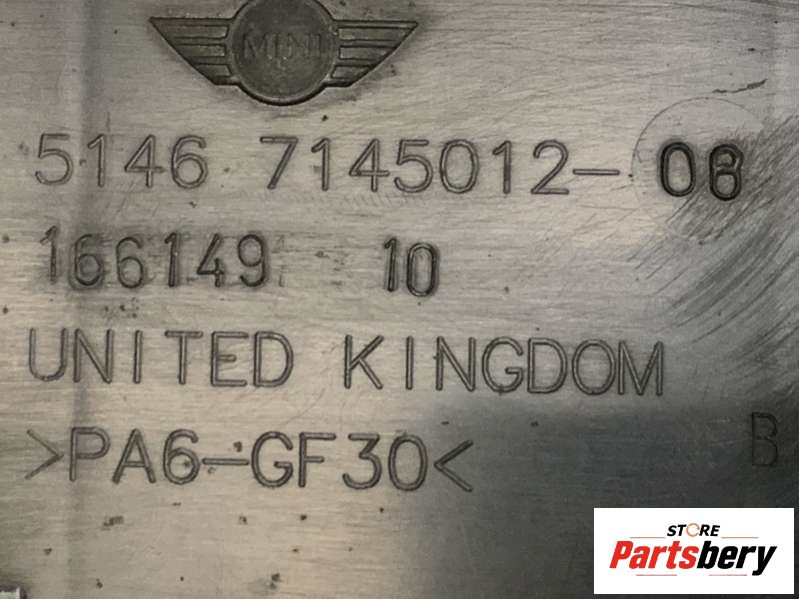 MINI
5146 7145012-08
166149 10
UNITED KINGDOM
>PA6-GF30<
B
STORE
Partsbery